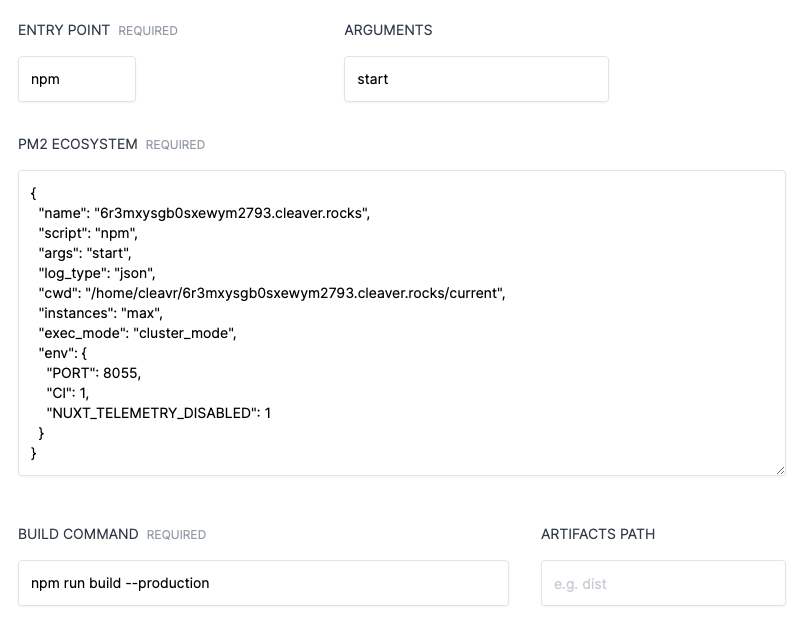 ENTRY POINT REQUIRED ARGUMENTS
npm start
PM2 ECOSYSTEM REQUIRED
{
  "name": "6r3mxysgb0sxewym2793.cleaver.rocks",
  "script": "npm",
  "args": "start",
  "log_type": "json",
  "cwd": "/home/cleavr/6r3mxysgb0sxewym2793.cleaver.rocks/current",
  "instances": "max",
  "exec_mode": "cluster_mode",
  "env": {
    "PORT": 8055,
    "CI": 1,
    "NUXT_TELEMETRY_DISABLED": 1
  }
}
BUILD COMMAND REQUIRED ARTIFACTS PATH
npm run build --production e.g. dist